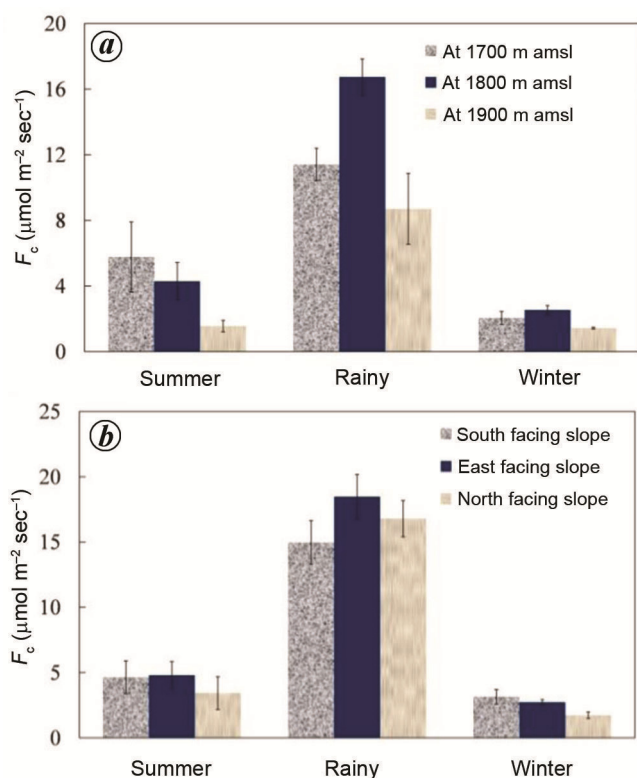 a
At 1700 m amsl
At 1800 m amsl
At 1900 m amsl
20
16
12
8
4
0
Fc (μmol m–2 sec–1)
Summer Rainy Winter
b
South facing slope
East facing slope
North facing slope
25
20
15
10
5
0
Fc (μmol m–2 sec–1)
Summer Rainy Winter